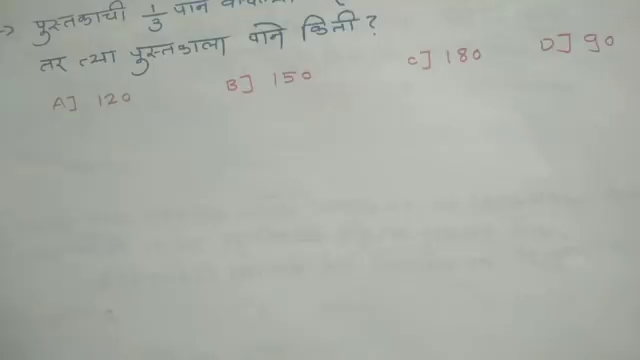 → पुस्तकाची 1/3 पाने
तर त्या पुस्तकाला पाने किती?
A] 120 B] 150 C] 180 D] 90